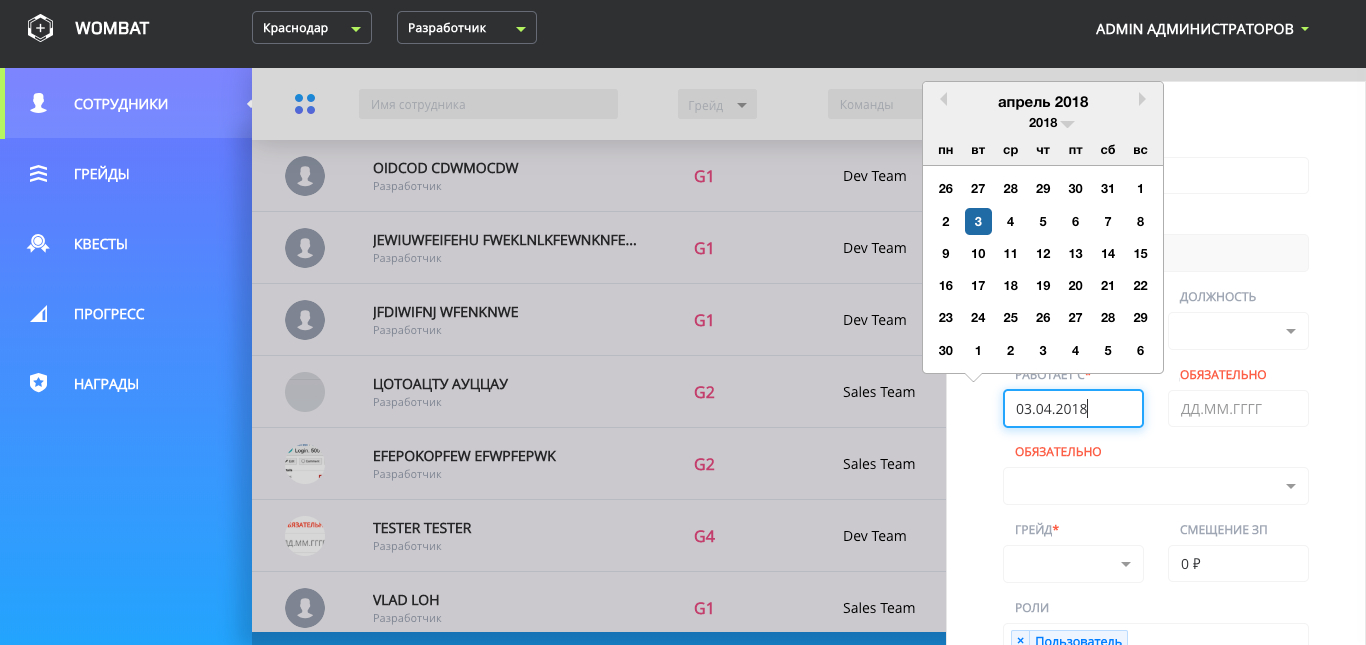 WOMBAT
Краснодар
Разработчик
ADMIN АДМИНИСТРАТОРОВ
СОТРУДНИКИ
ГРЕЙДЫ
КВЕСТЫ
ПРОГРЕСС
НАГРАДЫ
Имя сотрудника
Грейд
Команды
OIDCOD CDWMOCDW
Разработчик
G1
Dev Team
JEWIUWFEIFEHU FWEKLNLKFEWNKNFE...
Разработчик
G1
Dev Team
JFDIWIFNJ WFENKNWE
Разработчик
G1
Dev Team
ЦОТОАЦТУ АУЦЦАУ
Разработчик
G2
Sales Team
Login.
EFEPOKOPFEW EFWPFEPWK
Разработчик
G2
Sales Team
TESTER TESTER
Разработчик
G4
Dev Team
VLAD LOH
Разработчик
G1
Sales Team
апрель 2018
2018
пн вт ср чт пт сб вс
26 27 28 29 30 31 1
2 3 4 5 6 7 8
9 10 11 12 13 14 15
16 17 18 19 20 21 22
23 24 25 26 27 28 29
30 1 2 3 4 5 6
ДОЛЖНОСТЬ
РАБОТАЕТ С*
ОБЯЗАТЕЛЬНО
03.04.2018
ДД.ММ.ГГГГ
ОБЯЗАТЕЛЬНО
ГРЕЙД*
СМЕЩЕНИЕ ЗП
0 ₽
РОЛИ
× Пользователь